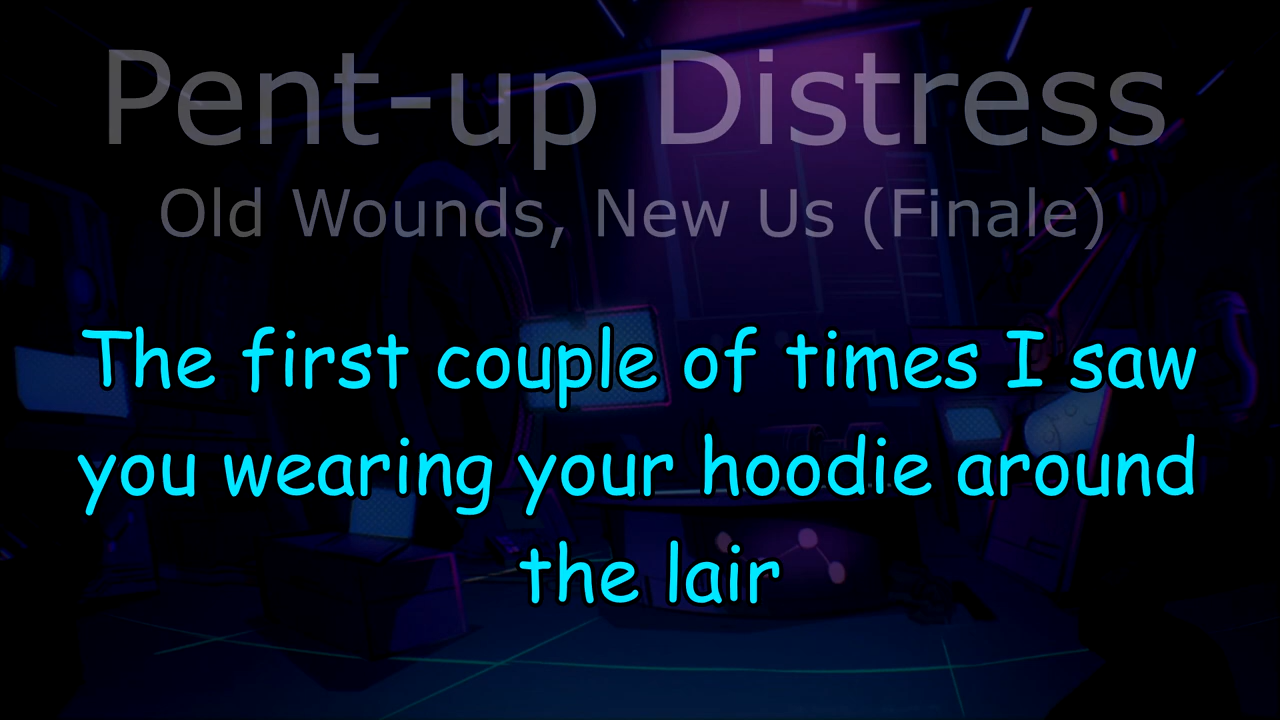 Pent-up Distress
Old Wounds, New Us (Finale)
The first couple of times I saw
you wearing your hoodie around
the lair